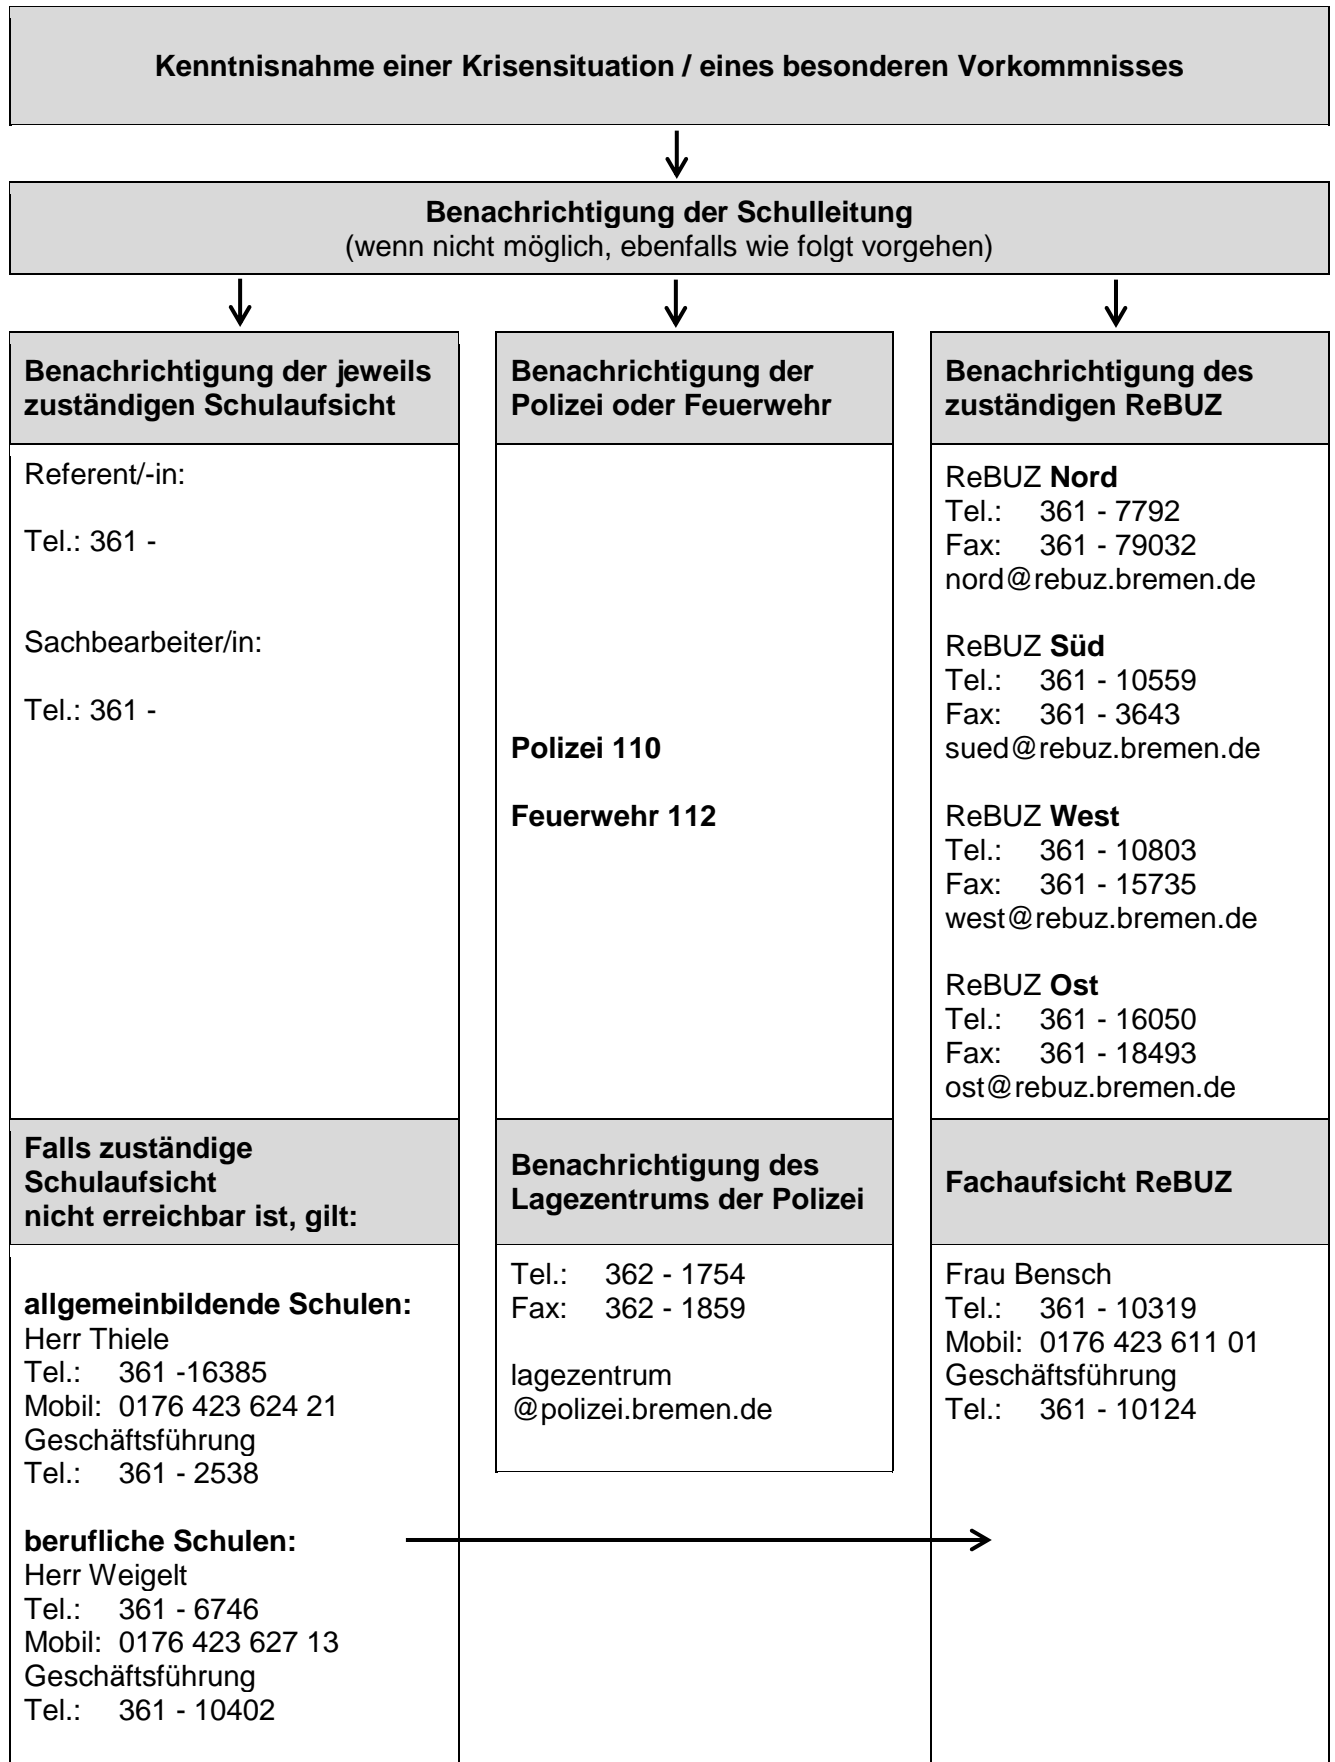 Kenntnisnahme einer Krisensituation / eines besonderen Vorkommnisses
Benachrichtigung der Schulleitung
(wenn nicht möglich, ebenfalls wie folgt vorgehen)
Benachrichtigung der jeweils
zuständigen Schulaufsicht
Referent/-in:
Tel.: 361 -
Sachbearbeiter/in:
Tel.: 361 -
Falls zuständige
Schulaufsicht
nicht erreichbar ist, gilt:
allgemeinbildende Schulen:
Herr Thiele
Tel.: 361 -16385
Mobil: 0176 423 624 21
Geschäftsführung
Tel.: 361 - 2538
berufliche Schulen:
Herr Weigelt
Tel.: 361 - 6746
Mobil: 0176 423 627 13
Geschäftsführung
Tel.: 361 - 10402
Benachrichtigung der
Polizei oder Feuerwehr
Polizei 110
Feuerwehr 112
Benachrichtigung des
Lagezentrums der Polizei
Tel.: 362 - 1754
Fax: 362 - 1859
lagezentrum
@polizei.bremen.de
Benachrichtigung des
zuständigen ReBUZ
ReBUZ Nord
Tel.: 361 - 7792
Fax: 361 - 79032
nord@rebuz.bremen.de
ReBUZ Süd
Tel.: 361 - 10559
Fax: 361 - 3643
sued@rebuz.bremen.de
ReBUZ West
Tel.: 361 - 10803
Fax: 361 - 15735
west@rebuz.bremen.de
ReBUZ Ost
Tel.: 361 - 16050
Fax: 361 - 18493
ost@rebuz.bremen.de
Fachaufsicht ReBUZ
Frau Bensch
Tel.: 361 - 10319
Mobil: 0176 423 611 01
Geschäftsführung
Tel.: 361 - 10124